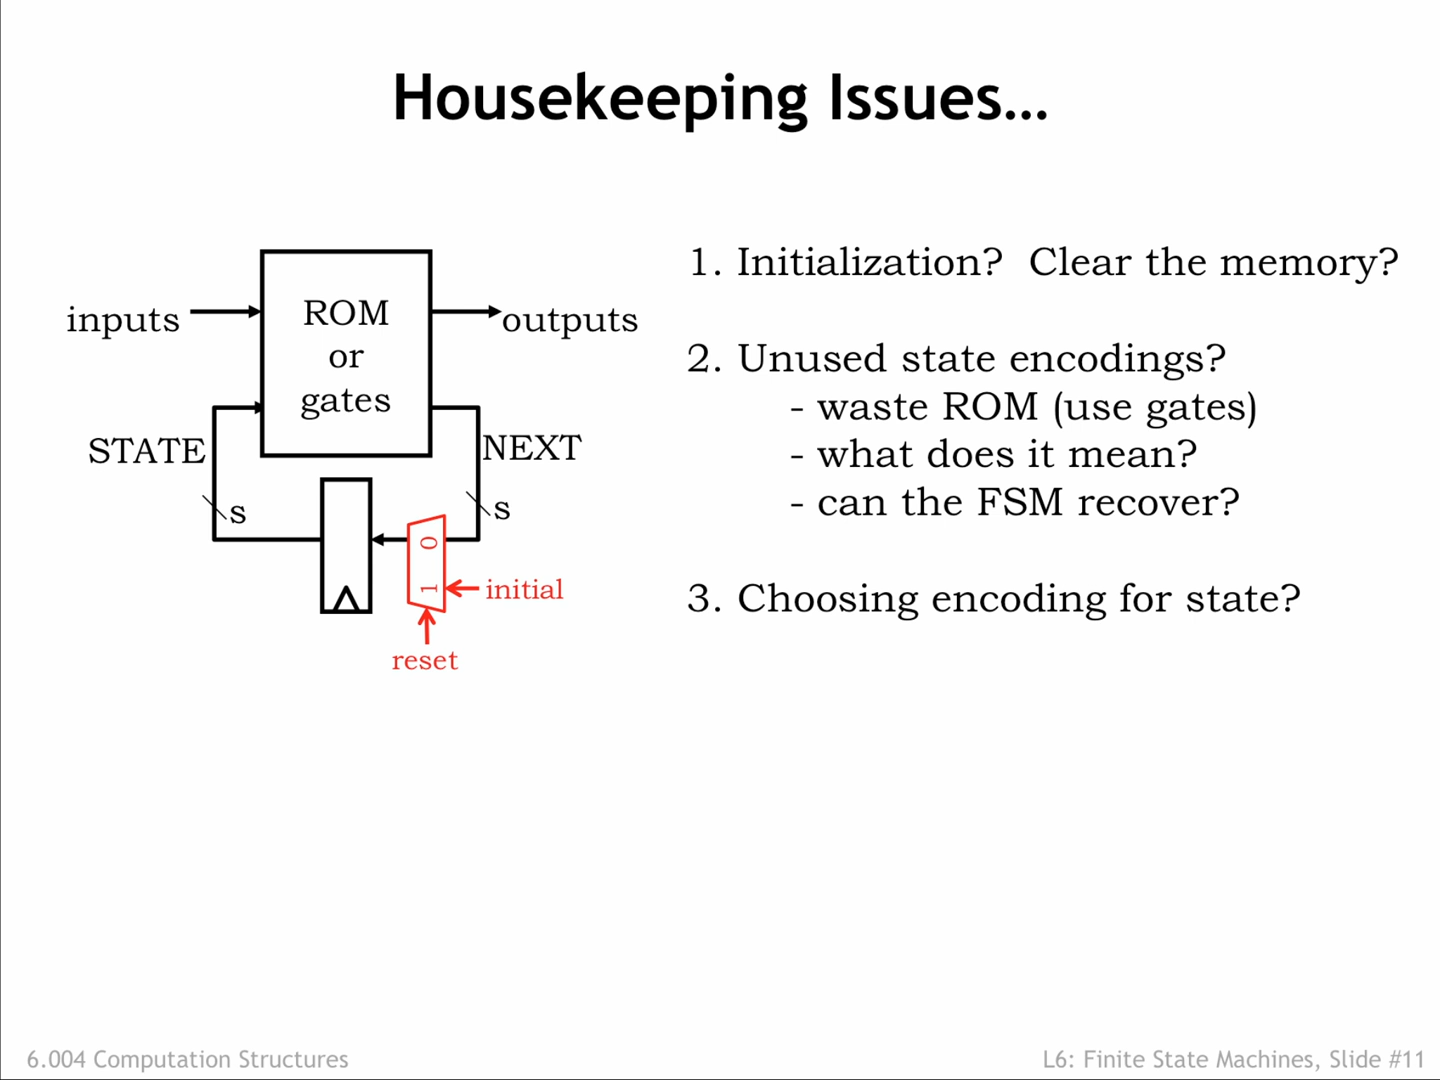 Housekeeping Issues...
inputs
ROM
or
gates
outputs
STATE
NEXT
s
s
0
1
initial
reset
1. Initialization?  Clear the memory?
2. Unused state encodings?
- waste ROM (use gates)
- what does it mean?
- can the FSM recover?
3. Choosing encoding for state?
6.004 Computation Structures
L6: Finite State Machines, Slide #11